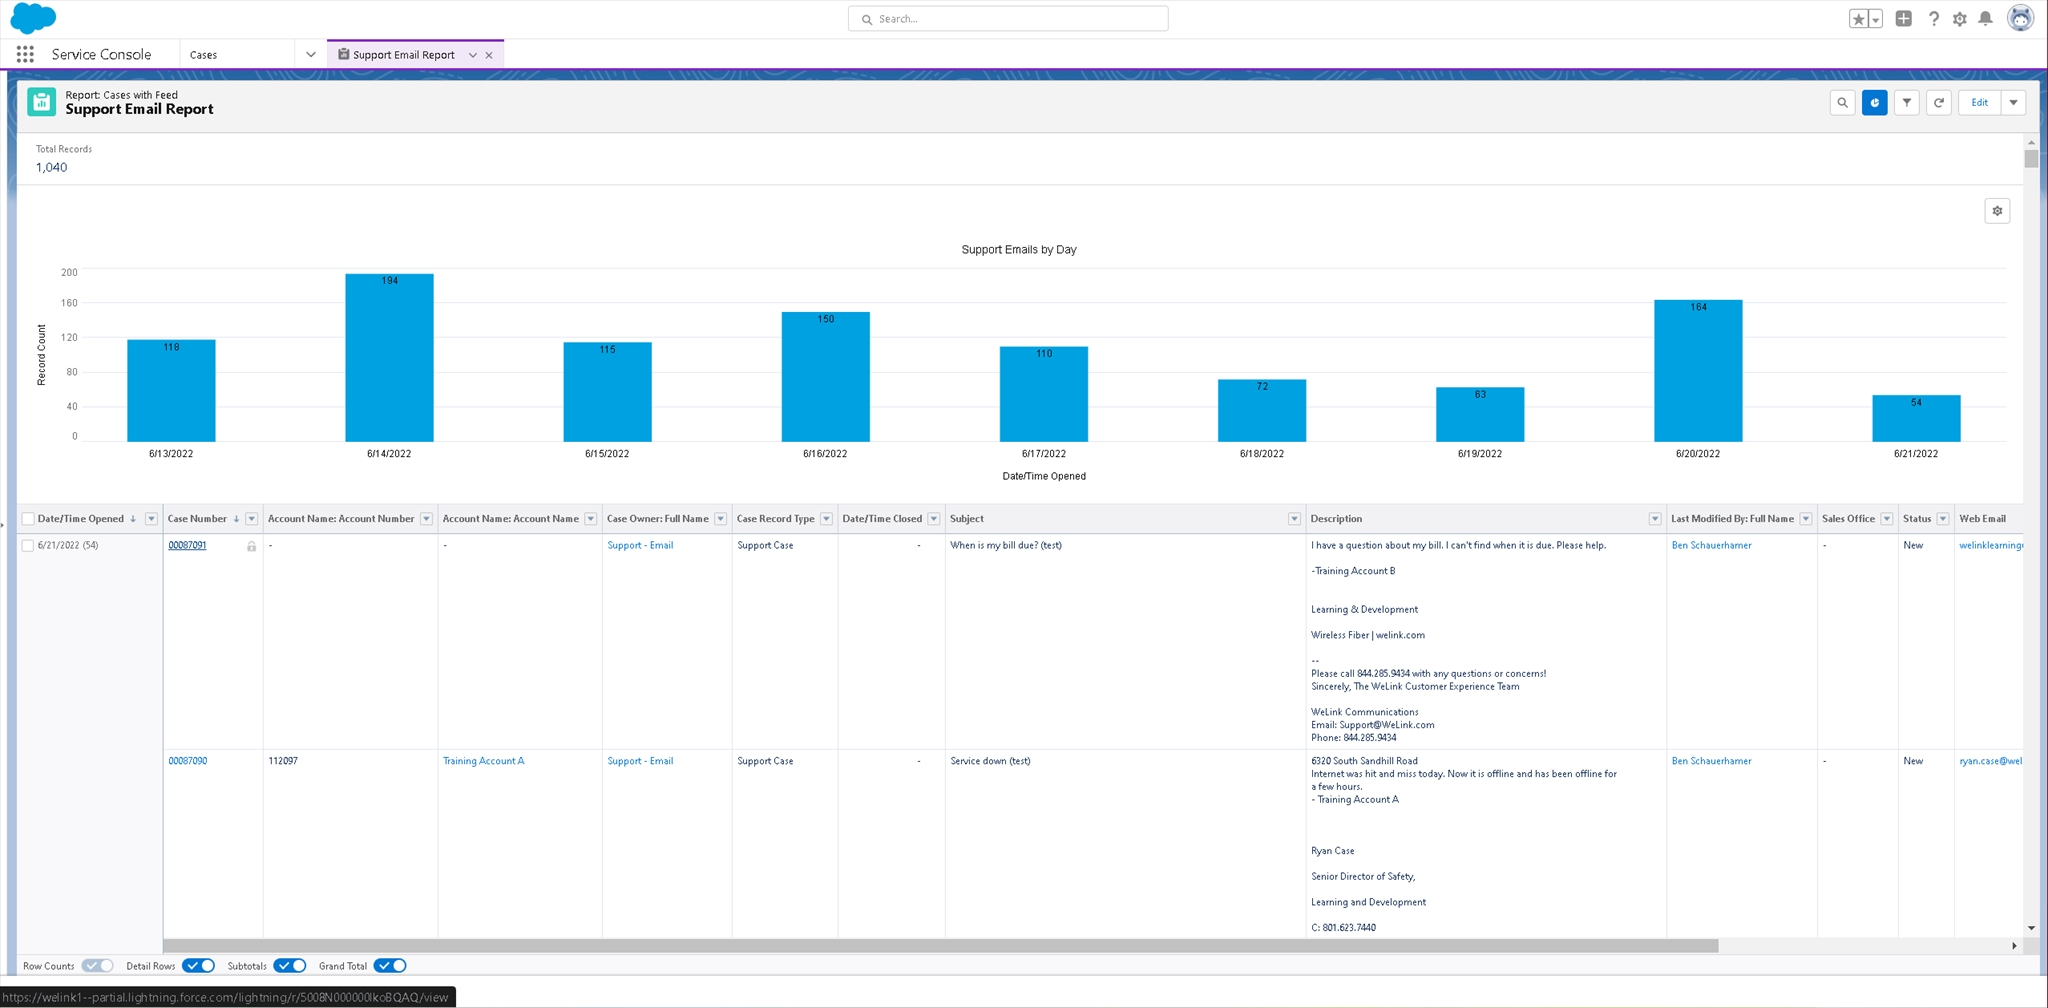 Search...
Service Console
Cases
Support Email Report
Report: Cases with Feed
Support Email Report
Edit
Total Records
1,040
Support Emails by Day
200
160
120
80
40
0
Record Count
118
194
115
150
110
72
63
164
54
6/13/2022
6/14/2022
6/15/2022
6/16/2022
6/17/2022
6/18/2022
6/19/2022
6/20/2022
6/21/2022
Date/Time Opened
Date/Time Opened ↓
Case Number ↓
Account Name: Account Number
Account Name: Account Name
Case Owner: Full Name
Case Record Type
Date/Time Closed
Subject
Description
Last Modified By: Full Name
Sales Office
Status
Web Email
6/21/2022 (54)
00087091
-
-
Support - Email
Support Case
-
When is my bill due? (test)
I have a question about my bill. I can't find when it is due. Please help.
-Training Account B
Learning & Development
Wireless Fiber | welink.com
--
Please call 844.285.9434 with any questions or concerns!
Sincerely, The WeLink Customer Experience Team
WeLink Communications
Email: Support@WeLink.com
Phone: 844.285.9434
Ben Schauerhamer
-
New
welinklearning
00087090
112097
Training Account A
Support - Email
Support Case
-
Service down (test)
6320 South Sandhill Road
Internet was hit and miss today. Now it is offline and has been offline for
a few hours.
- Training Account A
Ryan Case
Senior Director of Safety,
Learning and Development
C: 801.623.7440
Ben Schauerhamer
-
New
ryan.case@wel
Row Counts
Detail Rows
Subtotals
Grand Total
https://welink1--partial.lightning.force.com/lightning/r/5008N000000IkoBQAQ/view